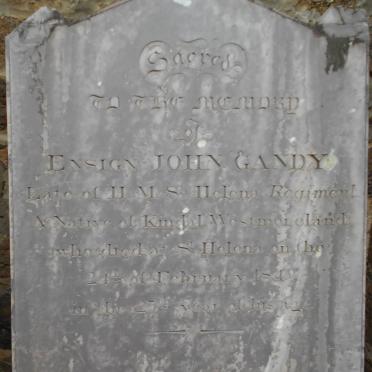 Sacred
TO THE MEMORY
of
ENSIGN JOHN GANDY
Late of H.M. St Helena Regiment
A Native of Kendal Westmoreland
who died at St Helena on the
of February
in the year of his age